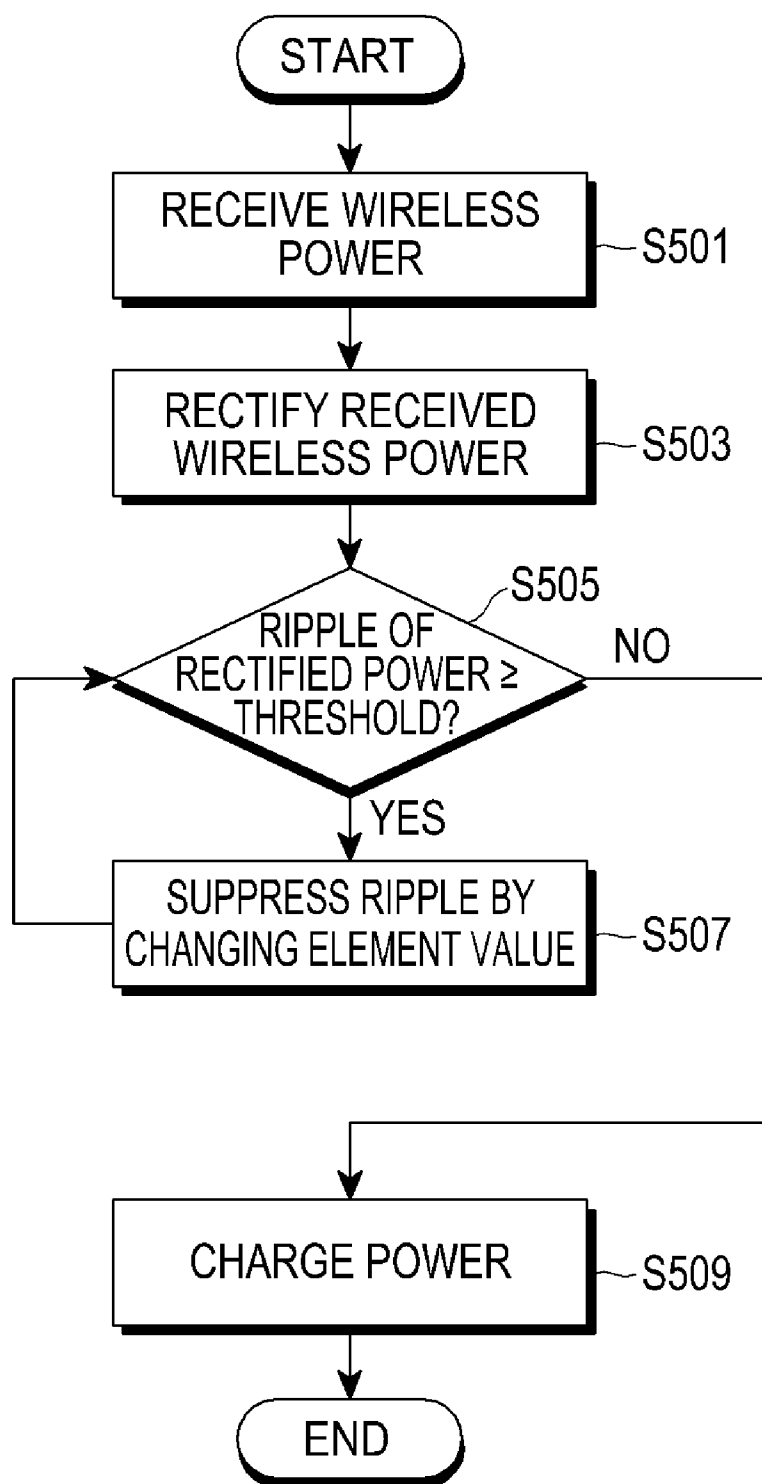 START
RECEIVE WIRELESS
POWER
S501
RECTIFY RECEIVED
WIRELESS POWER
S503
S505
RIPPLE OF
RECTIFIED POWER ≥
THRESHOLD?
NO
YES
SUPPRESS RIPPLE BY
CHANGING ELEMENT VALUE
S507
CHARGE POWER
S509
END